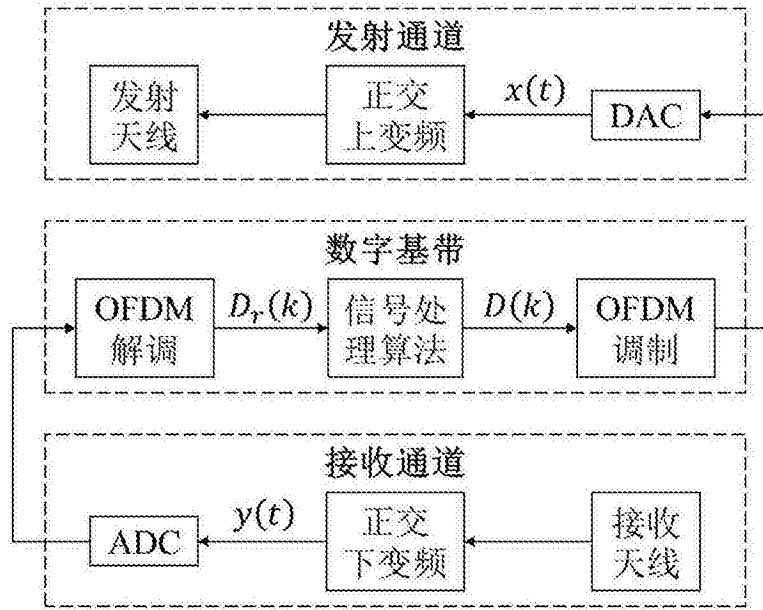 发射通道
发射
天线
正交
上变频
x(t)
DAC
数字基带
OFDM
解调
D_r(k)
信号处
理算法
D(k)
OFDM
调制
接收通道
ADC
y(t)
正交
下变频
接收
天线